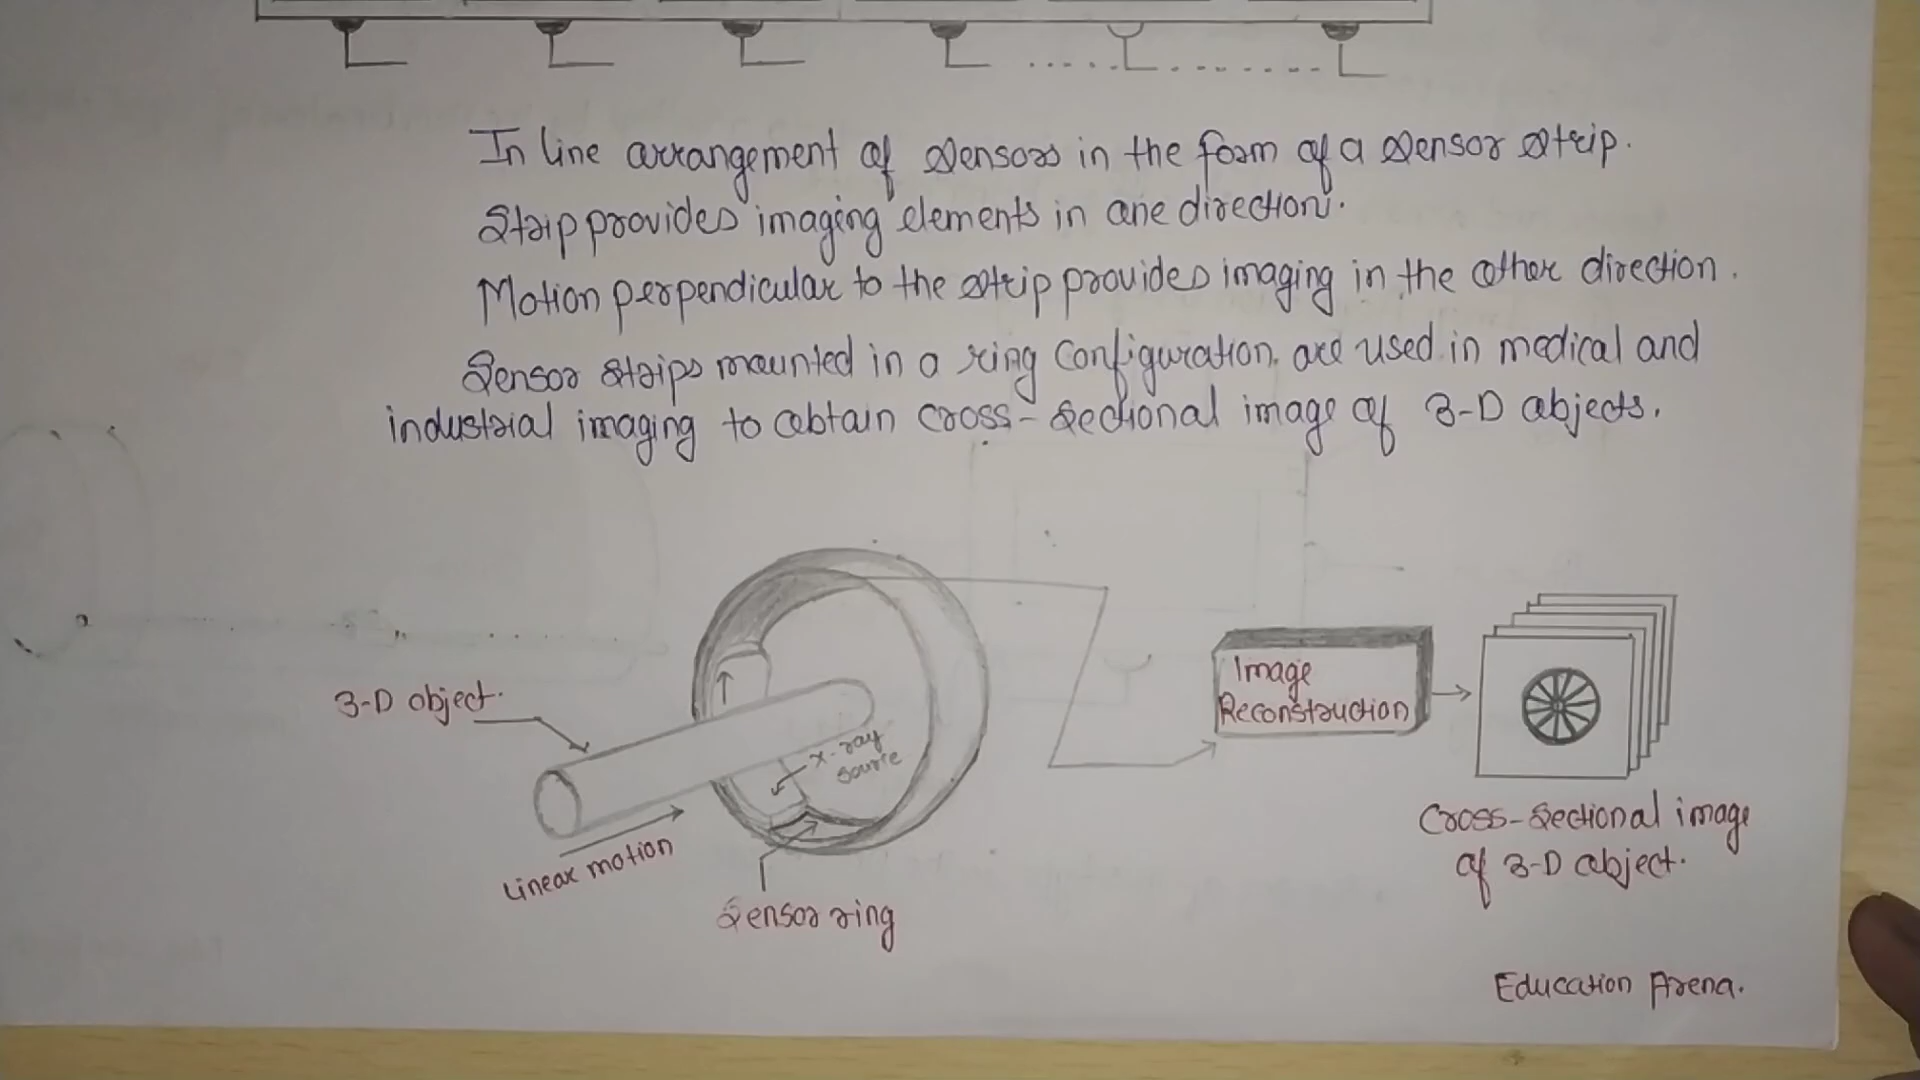 In line arrangement of sensors in the form of a sensor strip.
Strip provides imaging elements in one direction.
Motion perpendicular to the strip provides imaging in the other direction.
Sensor strips mounted in a ring configuration are used in medical and
industrial imaging to obtain cross-sectional image of 3-D objects.
3-D object.
X-ray
source
Linear motion
Sensor ring
Image
Reconstruction
Cross-Sectional image
of 3-D object.
Education Arena.